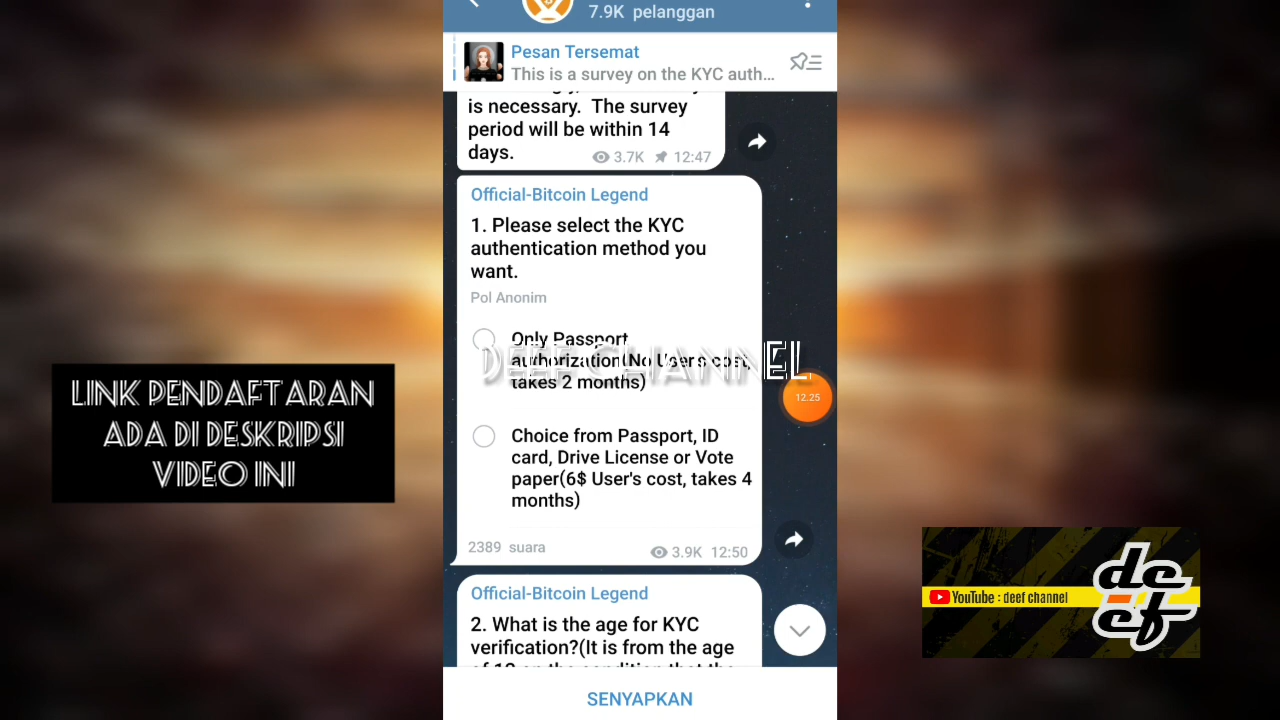 7.9K pelanggan
Pesan Tersemat
This is a survey on the KYC auth...
is necessary. The survey
period will be within 14
days.
3.7K 12:47
Official-Bitcoin Legend
1. Please select the KYC
authentication method you
want.
Pol Anonim
Only Passport
authorization(No User's cost,
takes 2 months)
DEEF CHANNEL
12.25
Choice from Passport, ID
card, Drive License or Vote
paper(6$ User's cost, takes 4
months)
2389 suara
3.9K 12:50
Official-Bitcoin Legend
2. What is the age for KYC
verification?(It is from the age
SENYAPKAN
LINK PENDAFTARAN
ADA DI DESKRIPSI
VIDEO INI
YouTube : deef channel
de
ef